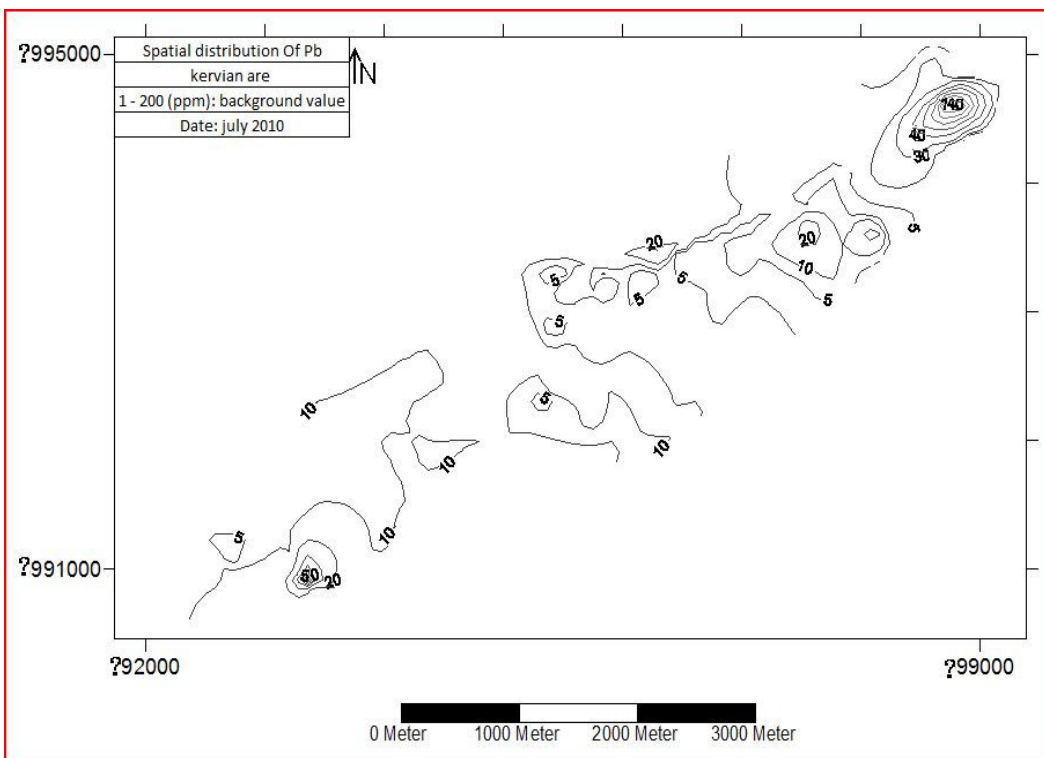 Spatial distribution Of Pb
kervian are
1 - 200 (ppm): background value
Date: july 2010
N
?995000
?991000
?92000
?99000
140
40
30
5
20
10
5
20
5
5
5
5
5
10
10
10
10
5
50
20
0 Meter
1000 Meter
2000 Meter
3000 Meter